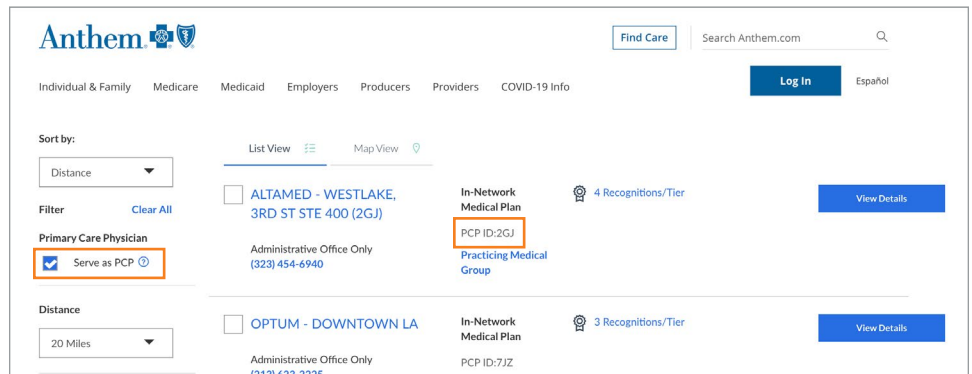 Anthem
Find Care
Search Anthem.com
Individual & Family Medicare Medicaid Employers Producers Providers COVID-19 Info
Log In
Español
Sort by:
Distance
Filter Clear All
Primary Care Physician
Serve as PCP
Distance
20 Miles
List View Map View
ALTAMED - WESTLAKE,
3RD ST STE 400 (2GJ)
Administrative Office Only
(323) 454-6940
In-Network
Medical Plan
PCP ID:2GJ
Practicing Medical
Group
4 Recognitions/Tier
View Details
OPTUM - DOWNTOWN LA
Administrative Office Only
In-Network
Medical Plan
PCP ID:7JZ
3 Recognitions/Tier
View Details